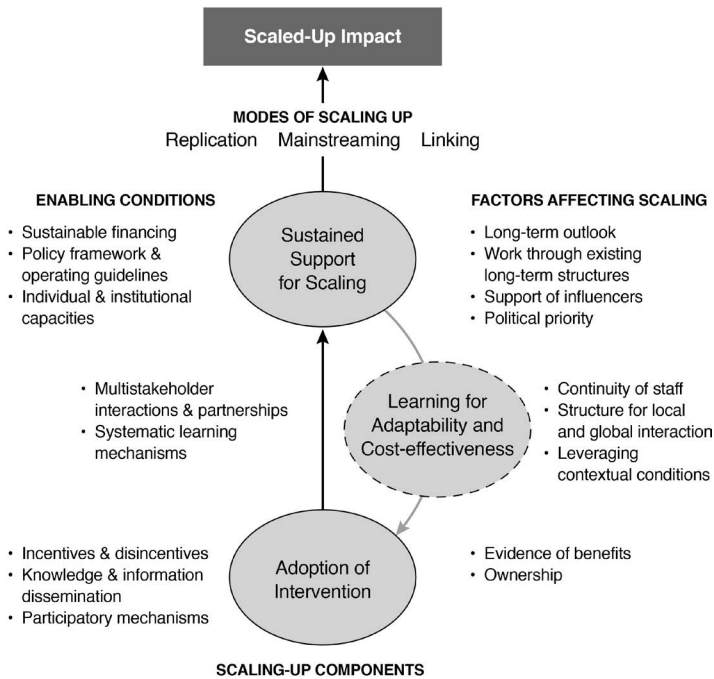 Scaled-Up Impact
MODES OF SCALING UP
Replication Mainstreaming Linking
ENABLING CONDITIONS
• Sustainable financing
• Policy framework &
operating guidelines
• Individual & institutional
capacities
Sustained
Support
for Scaling
FACTORS AFFECTING SCALING
• Long-term outlook
• Work through existing
long-term structures
• Support of influencers
• Political priority
• Multistakeholder
interactions & partnerships
• Systematic learning
mechanisms
Learning for
Adaptability and
Cost-effectiveness
• Continuity of staff
• Structure for local
and global interaction
• Leveraging
contextual conditions
• Incentives & disincentives
• Knowledge & information
dissemination
• Participatory mechanisms
Adoption of
Intervention
• Evidence of benefits
• Ownership
SCALING-UP COMPONENTS